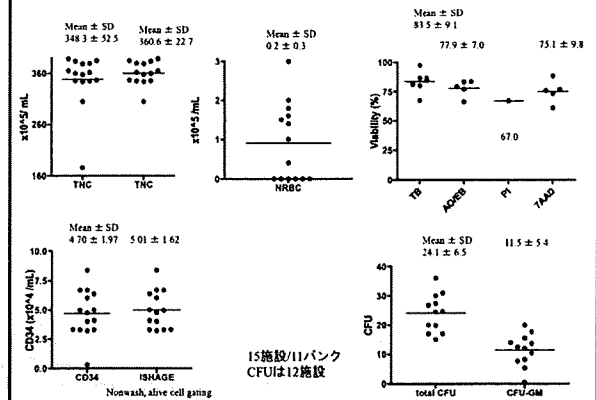 Mean ± SD
348.3 ± 52.5
Mean ± SD
360.6 ± 22.7
x10^5/ mL
360
260
160
TNC
TNC
Mean ± SD
0.2 ± 0.3
x10^5 /mL
3
2
1
0
NRBC
Mean ± SD
83.5 ± 9.1
77.9 ± 7.0
75.1 ± 9.8
Viability (%)
100
75
50
25
0
67.0
TB
AO/EB
PI
7AAD
Mean ± SD
4.70 ± 1.97
5.01 ± 1.62
CD34 (x10^4 /mL)
10.0
7.5
5.0
2.5
0.0
CD34
ISHAGE
Nonwash, alive cell gating
15施設/11バンク
CFUは12施設
Mean ± SD
24.1 ± 6.5
11.5 ± 5.4
CFU
40
30
20
10
0
total CFU
CFU-GM